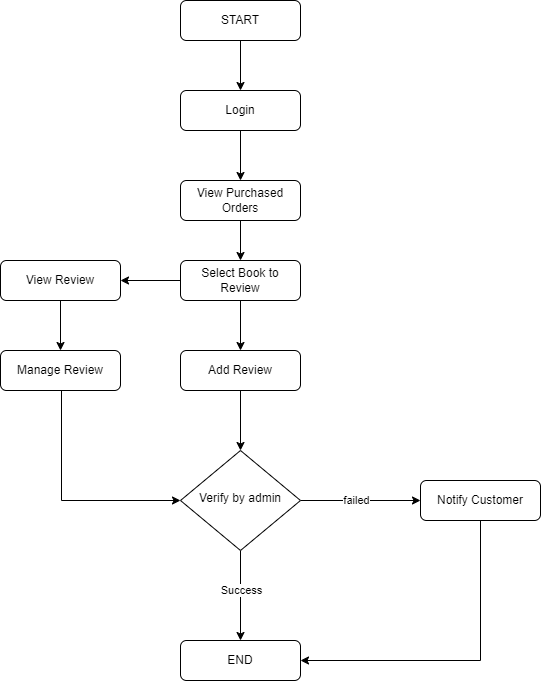 START
Login
View Purchased
Orders
Select Book to
Review
View Review
Manage Review
Add Review
Verify by admin
failed
Notify Customer
Success
END